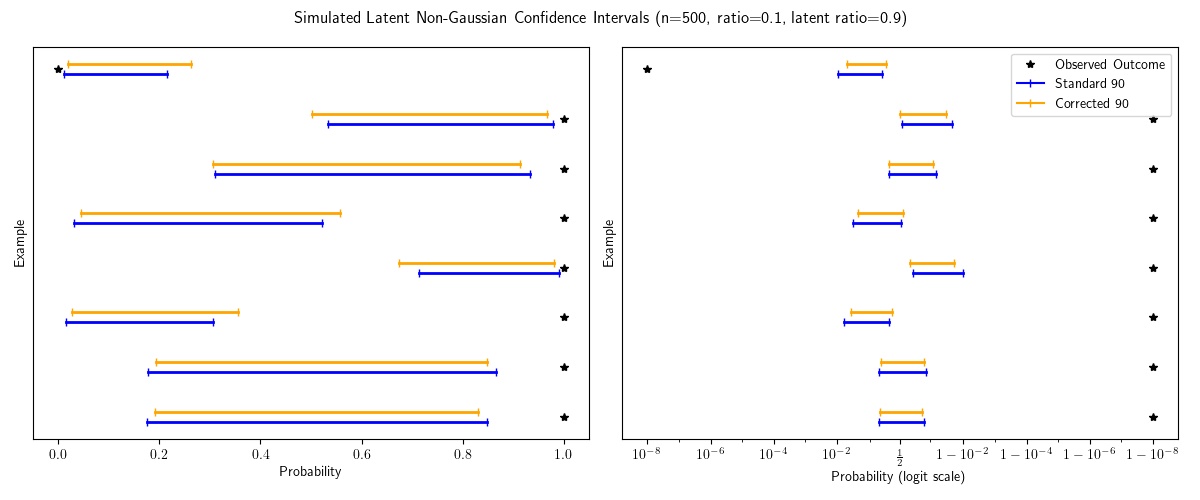 Simulated Latent Non-Gaussian Confidence Intervals (n=500, ratio=0.1, latent ratio=0.9)
Example
0.0 0.2 0.4 0.6 0.8 1.0
Probability
Example
Observed Outcome
Standard 90
Corrected 90
10⁻⁸ 10⁻⁶ 10⁻⁴ 10⁻² ½ 1 − 10⁻² 1 − 10⁻⁴ 1 − 10⁻⁶ 1 − 10⁻⁸
Probability (logit scale)